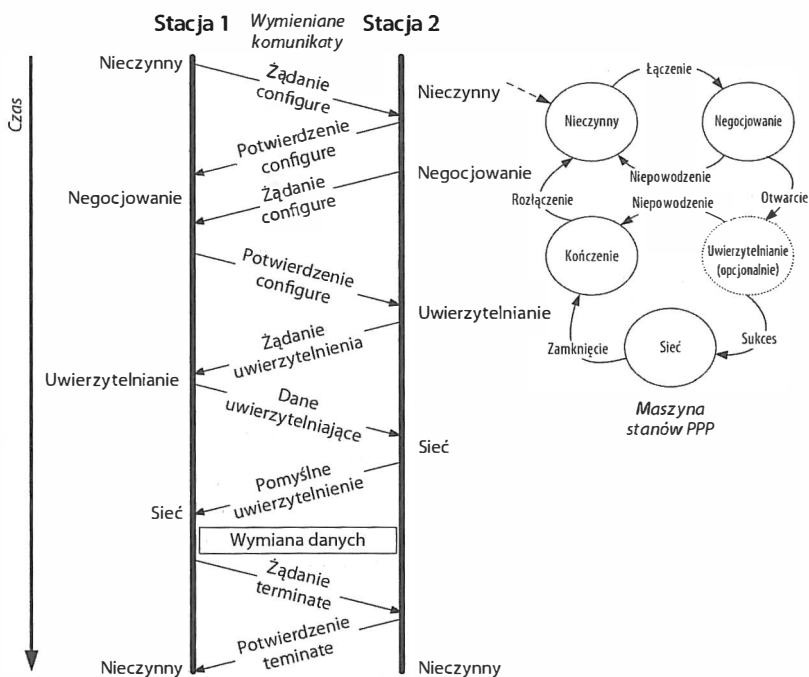 Stacja 1
Wymieniane
komunikaty
Stacja 2
Czas
Nieczynny
Żądanie
configure
Nieczynny
Potwierdzenie
configure
Negocjowanie
Negocjowanie
Żądanie
configure
Potwierdzenie
configure
Uwierzytelnianie
Żądanie
uwierzytelnienia
Uwierzytelnianie
Dane
uwierzytelniające
Sieć
Pomyślne
uwierzytelnienie
Sieć
Wymiana danych
Żądanie
terminate
Potwierdzenie
teminate
Nieczynny
Nieczynny
Łączenie
Nieczynny
Negocjowanie
Niepowodzenie
Rozłączenie
Niepowodzenie
Otwarcie
Kończenie
Uwierzytelnianie
(opcjonalnie)
Zamknięcie
Sieć
Sukces
Maszyna
stanów PPP